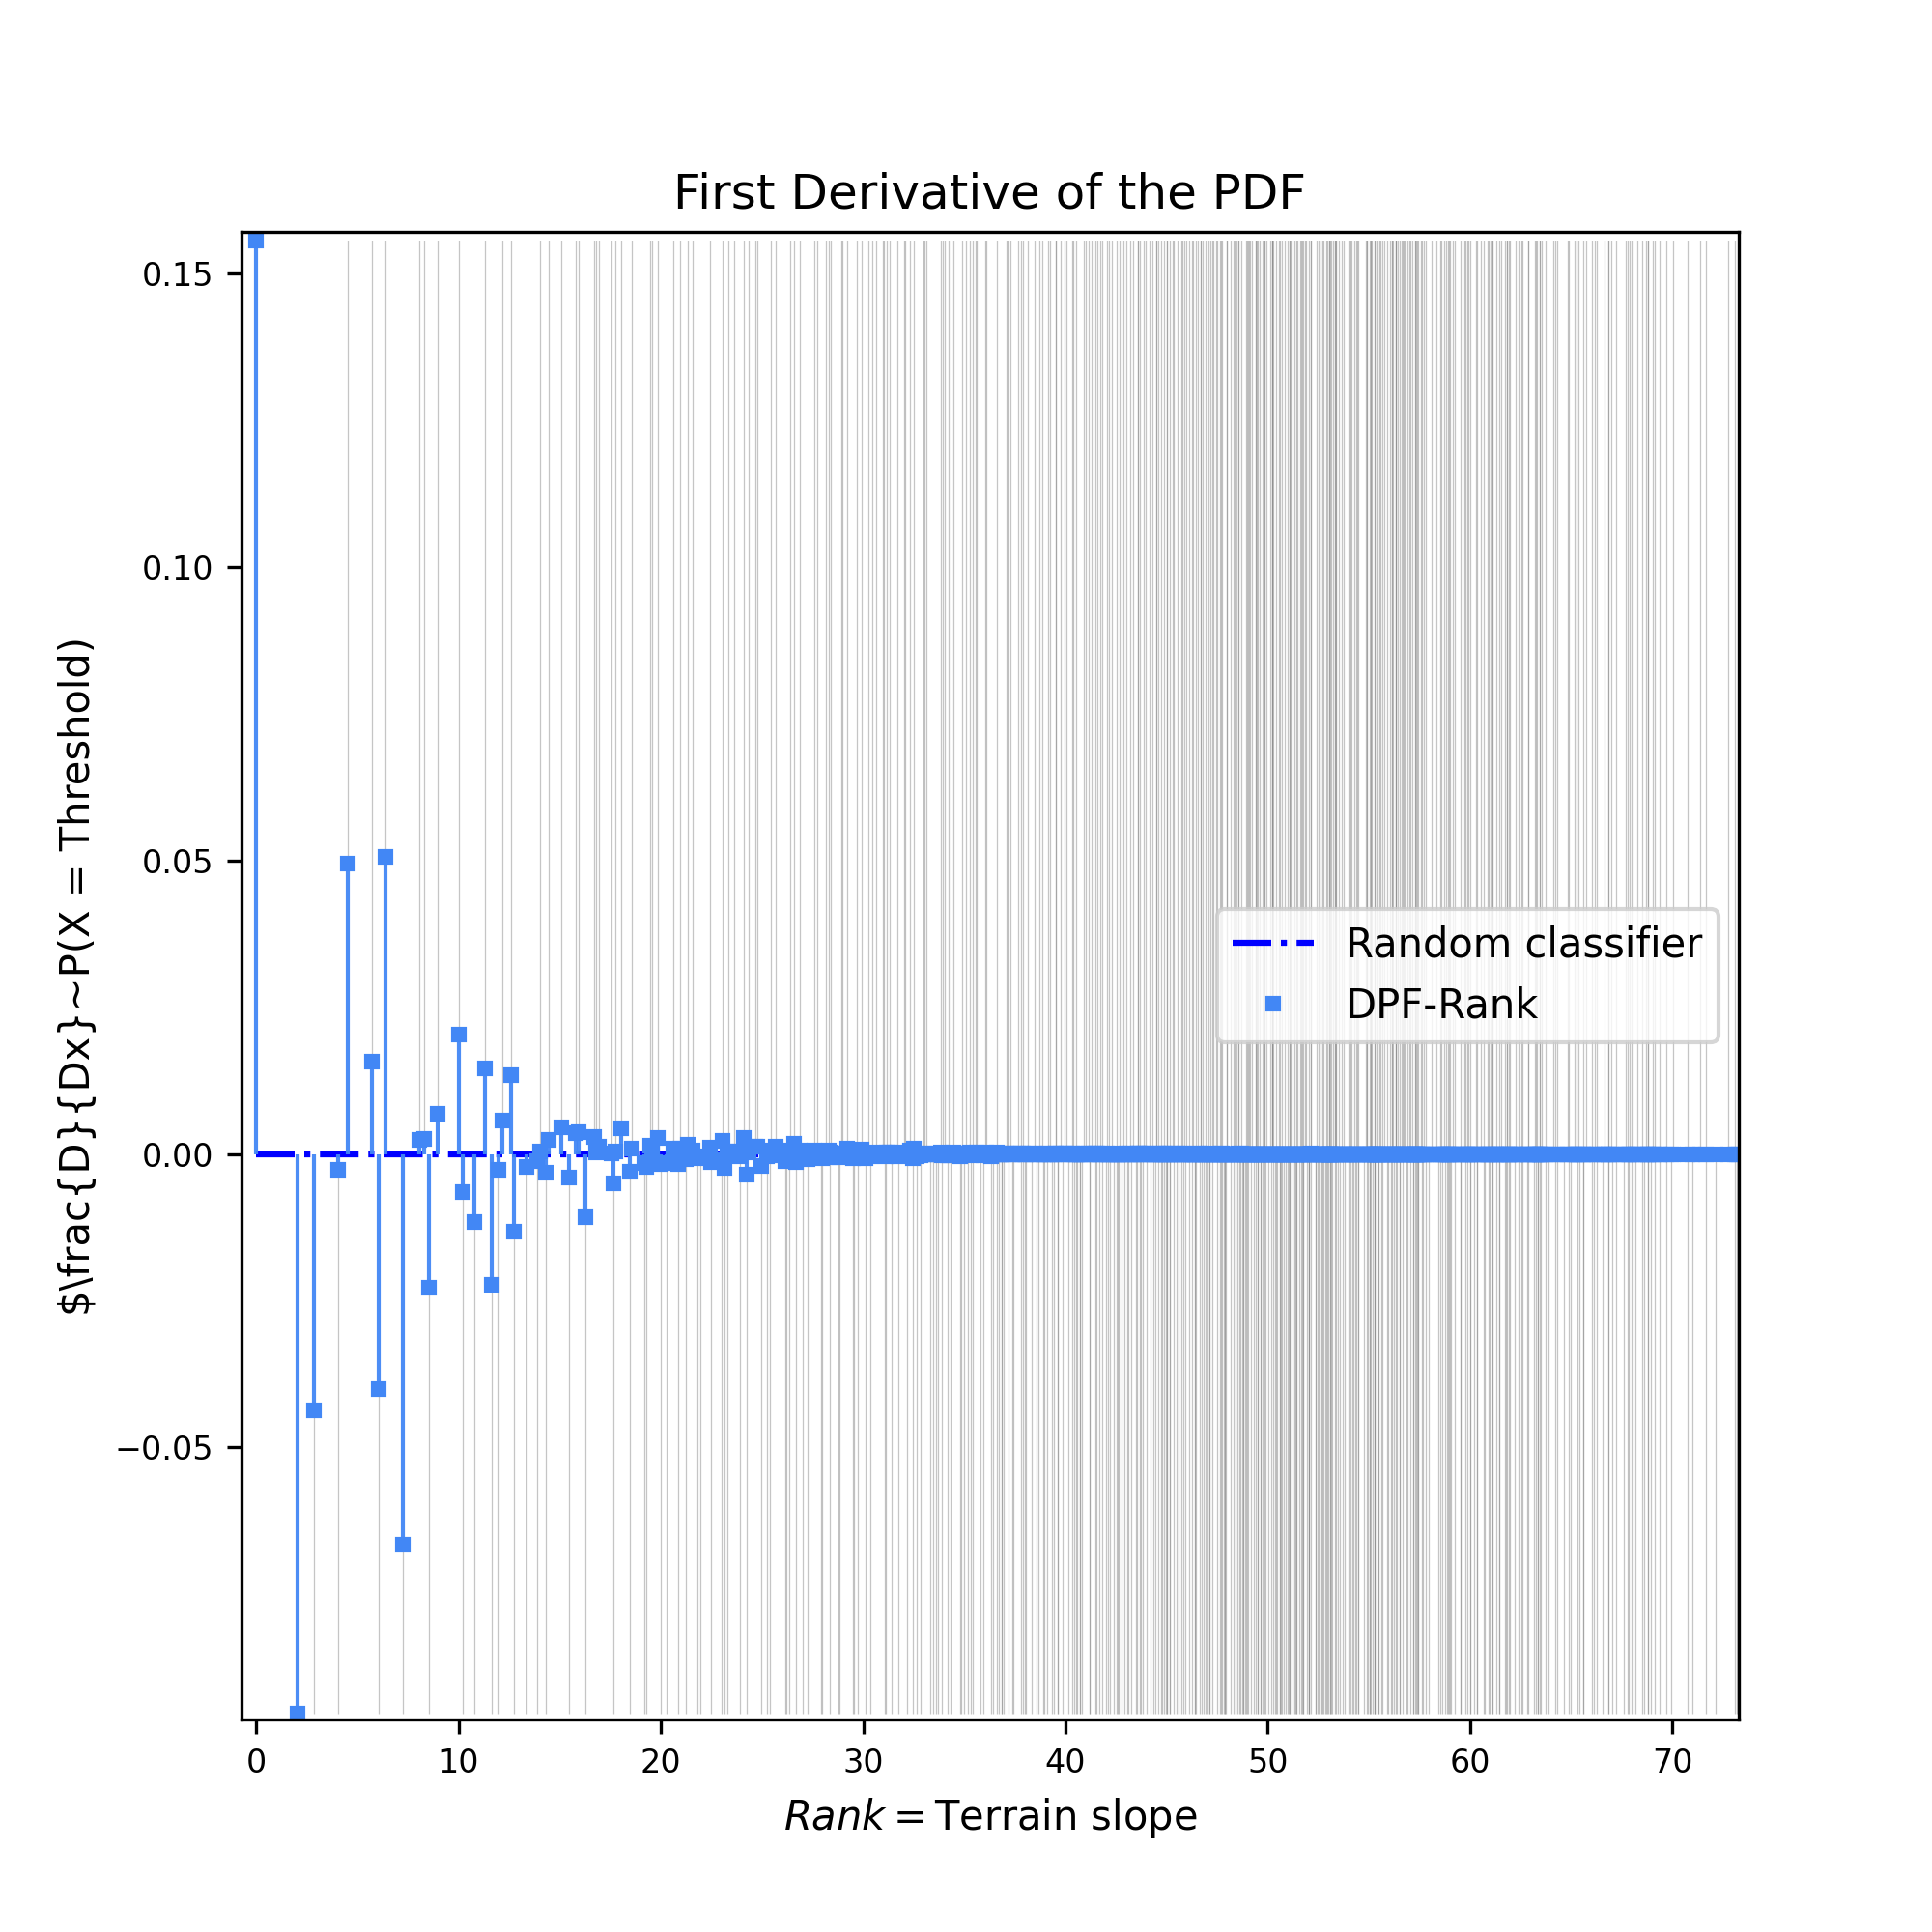 First Derivative of the PDF
0.15
0.10
0.05
0.00
−0.05
$\frac{D}{Dx}~P(X = Threshold)
Random classifier
DPF-Rank
0 10 20 30 40 50 60 70
Rank = Terrain slope